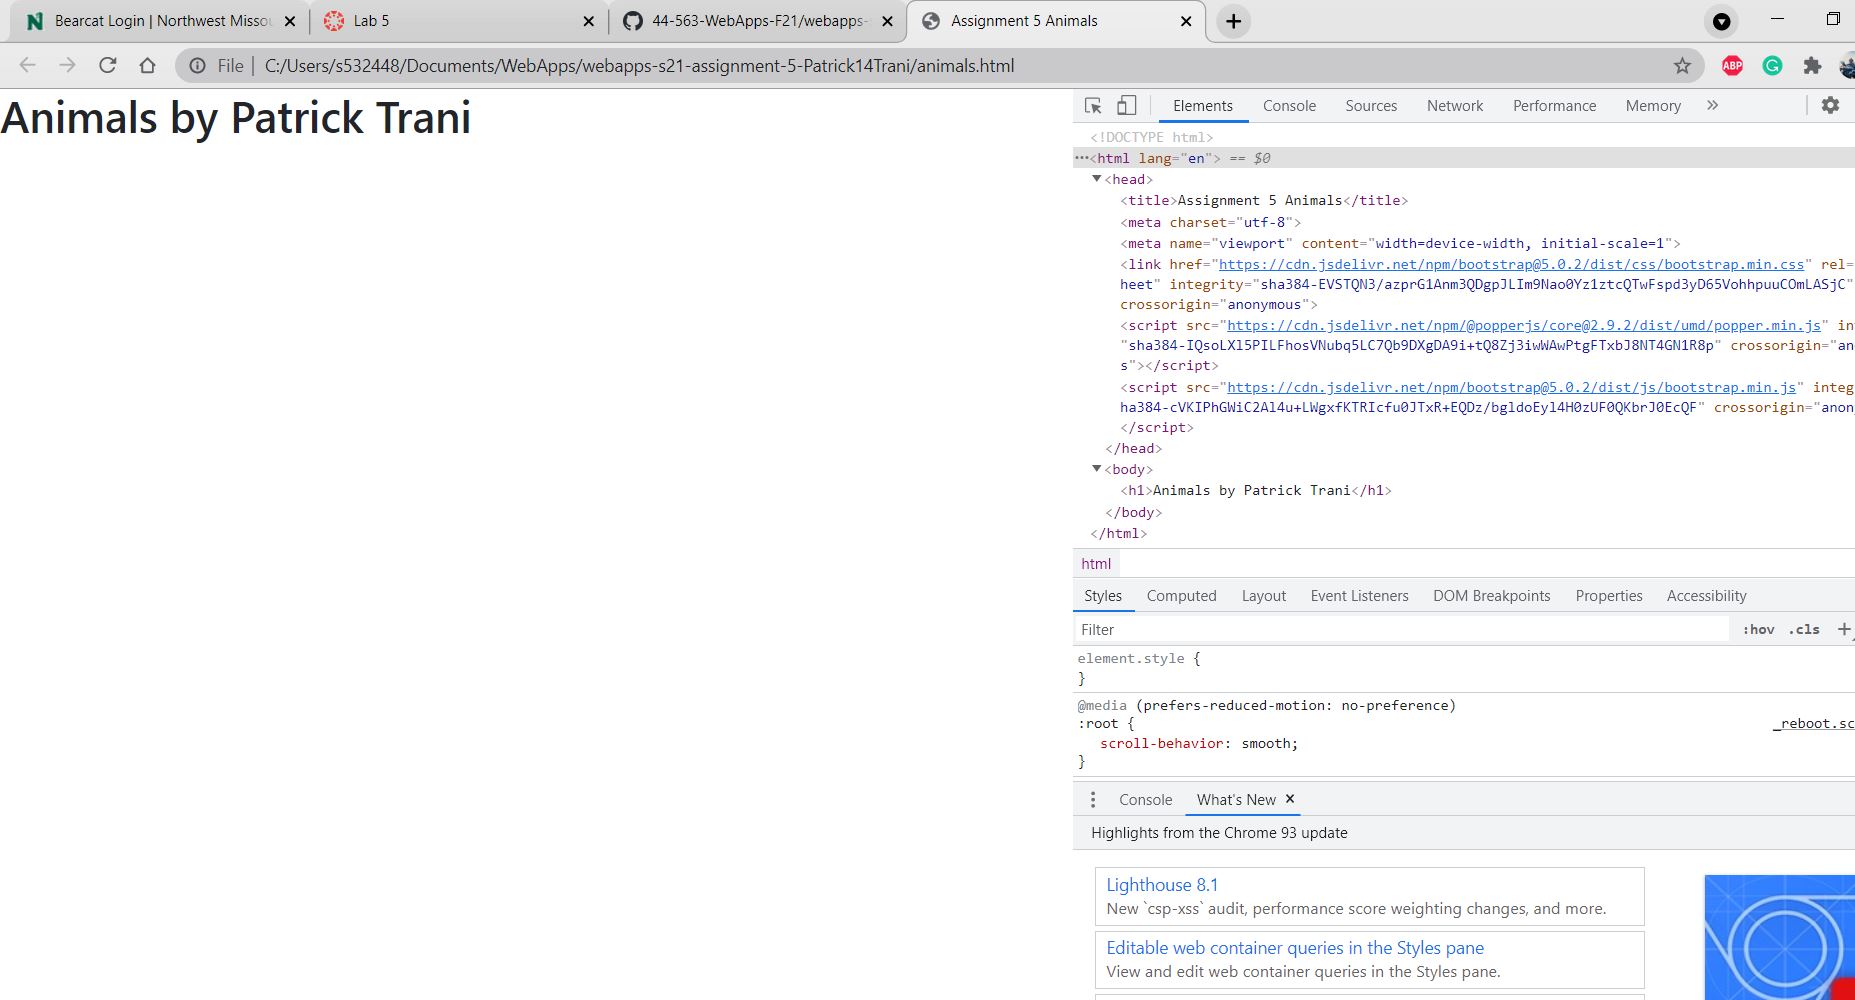 Bearcat Login | Northwest Missou
Lab 5
44-563-WebApps-F21/webapps-
Assignment 5 Animals
File | C:/Users/s532448/Documents/WebApps/webapps-s21-assignment-5-Patrick14Trani/animals.html
ABP
Animals by Patrick Trani
Elements Console Sources Network Performance Memory »
<!DOCTYPE html>
···<html lang="en"> == $0
<head>
<title>Assignment 5 Animals</title>
<meta charset="utf-8">
<meta name="viewport" content="width=device-width, initial-scale=1">
<link href="https://cdn.jsdelivr.net/npm/bootstrap@5.0.2/dist/css/bootstrap.min.css" rel=
heet" integrity="sha384-EVSTQN3/azprG1Anm3QDgpJLIm9Nao0Yz1ztcQTwFspd3yD65VohhpuuCOmLASjC"
crossorigin="anonymous">
<script src="https://cdn.jsdelivr.net/npm/@popperjs/core@2.9.2/dist/umd/popper.min.js" in
"sha384-IQsoLXl5PILFhosVNubq5LC7Qb9DXgDA9i+tQ8Zj3iwWAwPtgFTxbJ8NT4GN1R8p" crossorigin="an
s"></script>
<script src="https://cdn.jsdelivr.net/npm/bootstrap@5.0.2/dist/js/bootstrap.min.js" integ
ha384-cVKIPhGWiC2Al4u+LWgxfKTRIcfu0JTxR+EQDz/bgldoEyl4H0zUF0QKbrJ0EcQF" crossorigin="anon
</script>
</head>
<body>
<h1>Animals by Patrick Trani</h1>
</body>
</html>
html
Styles Computed Layout Event Listeners DOM Breakpoints Properties Accessibility
Filter :hov .cls +
element.style {
}
@media (prefers-reduced-motion: no-preference)
:root { _reboot.sc
scroll-behavior: smooth;
}
Console What's New
Highlights from the Chrome 93 update
Lighthouse 8.1
New `csp-xss` audit, performance score weighting changes, and more.
Editable web container queries in the Styles pane
View and edit web container queries in the Styles pane.